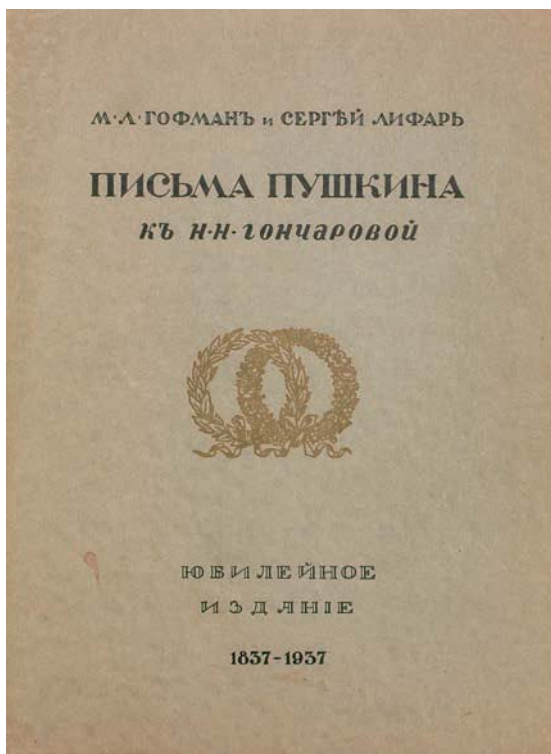 М·Л·ГОФМАНЪ и СЕРГѢЙ ЛИФАРЬ
ПИСЬМА ПУШКИНА
къ Н·Н·гончаровой
ЮБИЛЕЙНОЕ
ИЗДАНІЕ
1837-1937